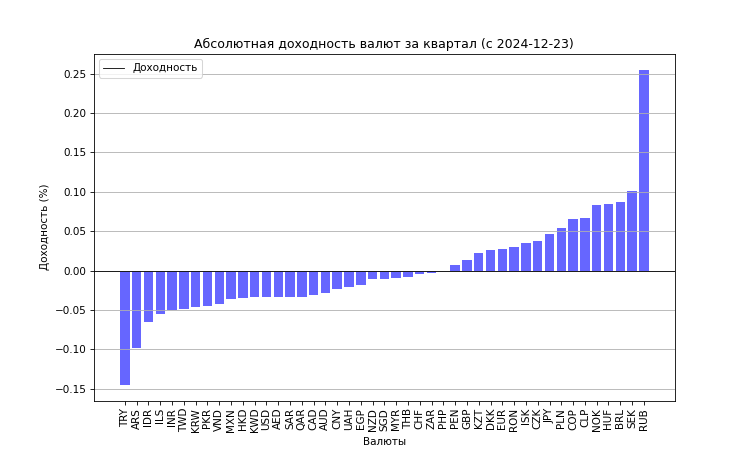 Абсолютная доходность валют за квартал (с 2024-12-23)
Доходность
0.25
0.20
0.15
0.10
0.05
0.00
−0.05
−0.10
−0.15
Доходность (%)
TRY ARS IDR ILS INR TWD KRW PKR VND MXN HKD KWD USD AED SAR QAR CAD AUD CNY UAH EGP NZD SGD MYR THB CHF ZAR PHP PEN GBP KZT DKK EUR RON ISK CZK JPY PLN COP CLP NOK HUF BRL SEK RUB
Валюты